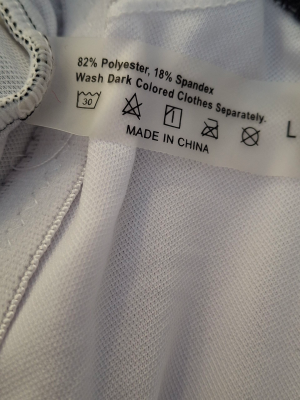 82% Polyester, 18% Spandex
Wash Dark Colored Clothes Separately.
30
MADE IN CHINA
L